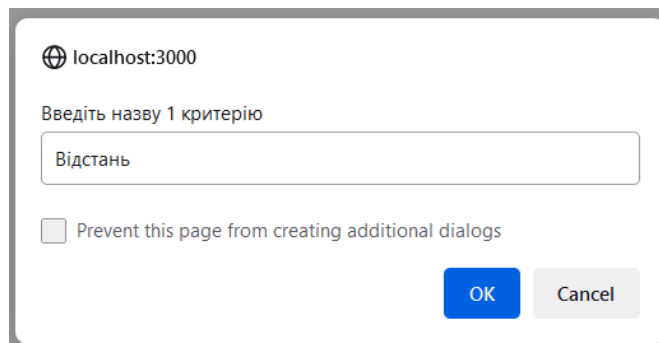 localhost:3000
Введіть назву 1 критерію
Відстань
Prevent this page from creating additional dialogs
OK Cancel